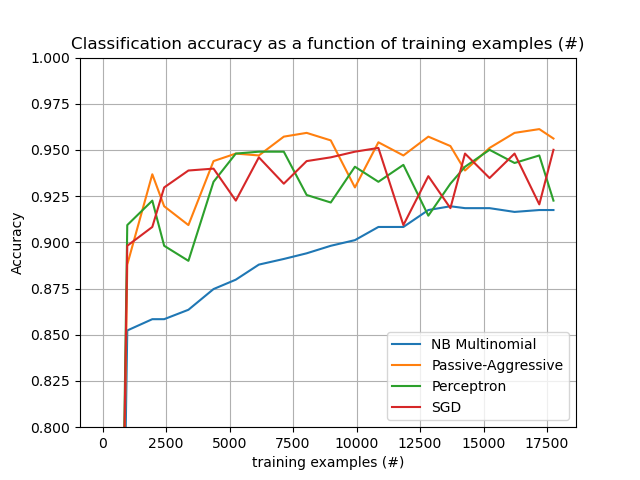 Classification accuracy as a function of training examples (#)
1.000
0.975
0.950
0.925
0.900
0.875
0.850
0.825
0.800
Accuracy
NB Multinomial
Passive-Aggressive
Perceptron
SGD
0 2500 5000 7500 10000 12500 15000 17500
training examples (#)